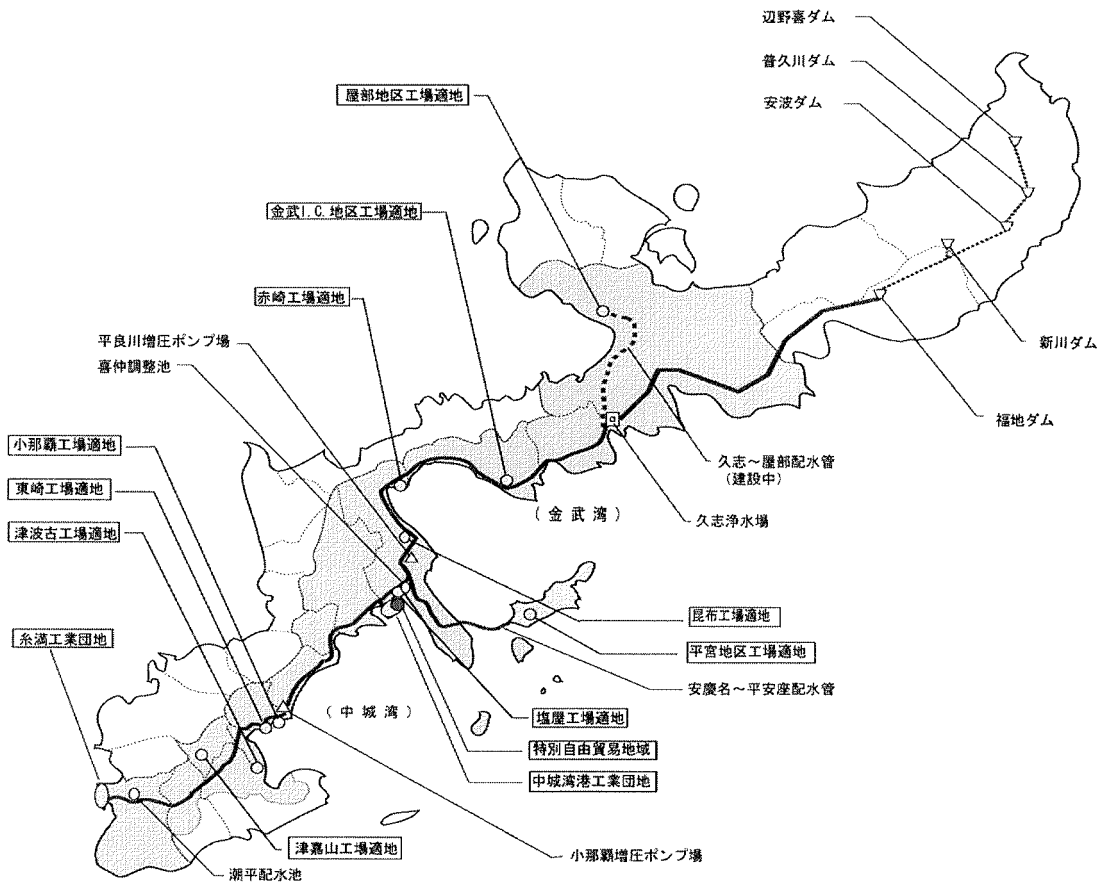 辺野喜ダム
普久川ダム
安波ダム
屋部地区工場適地
金武I.C.地区工場適地
赤崎工場適地
平良川増圧ポンプ場
喜仲調整池
新川ダム
福地ダム
小那覇工場適地
東崎工場適地
津波古工場適地
久志～屋部配水管
(建設中)
(金武湾)
久志浄水場
糸満工業団地
昆布工場適地
平宮地区工場適地
安慶名～平安座配水管
(中城湾)
塩屋工場適地
特別自由貿易地域
中城湾港工業団地
津嘉山工場適地
小那覇増圧ポンプ場
潮平配水池